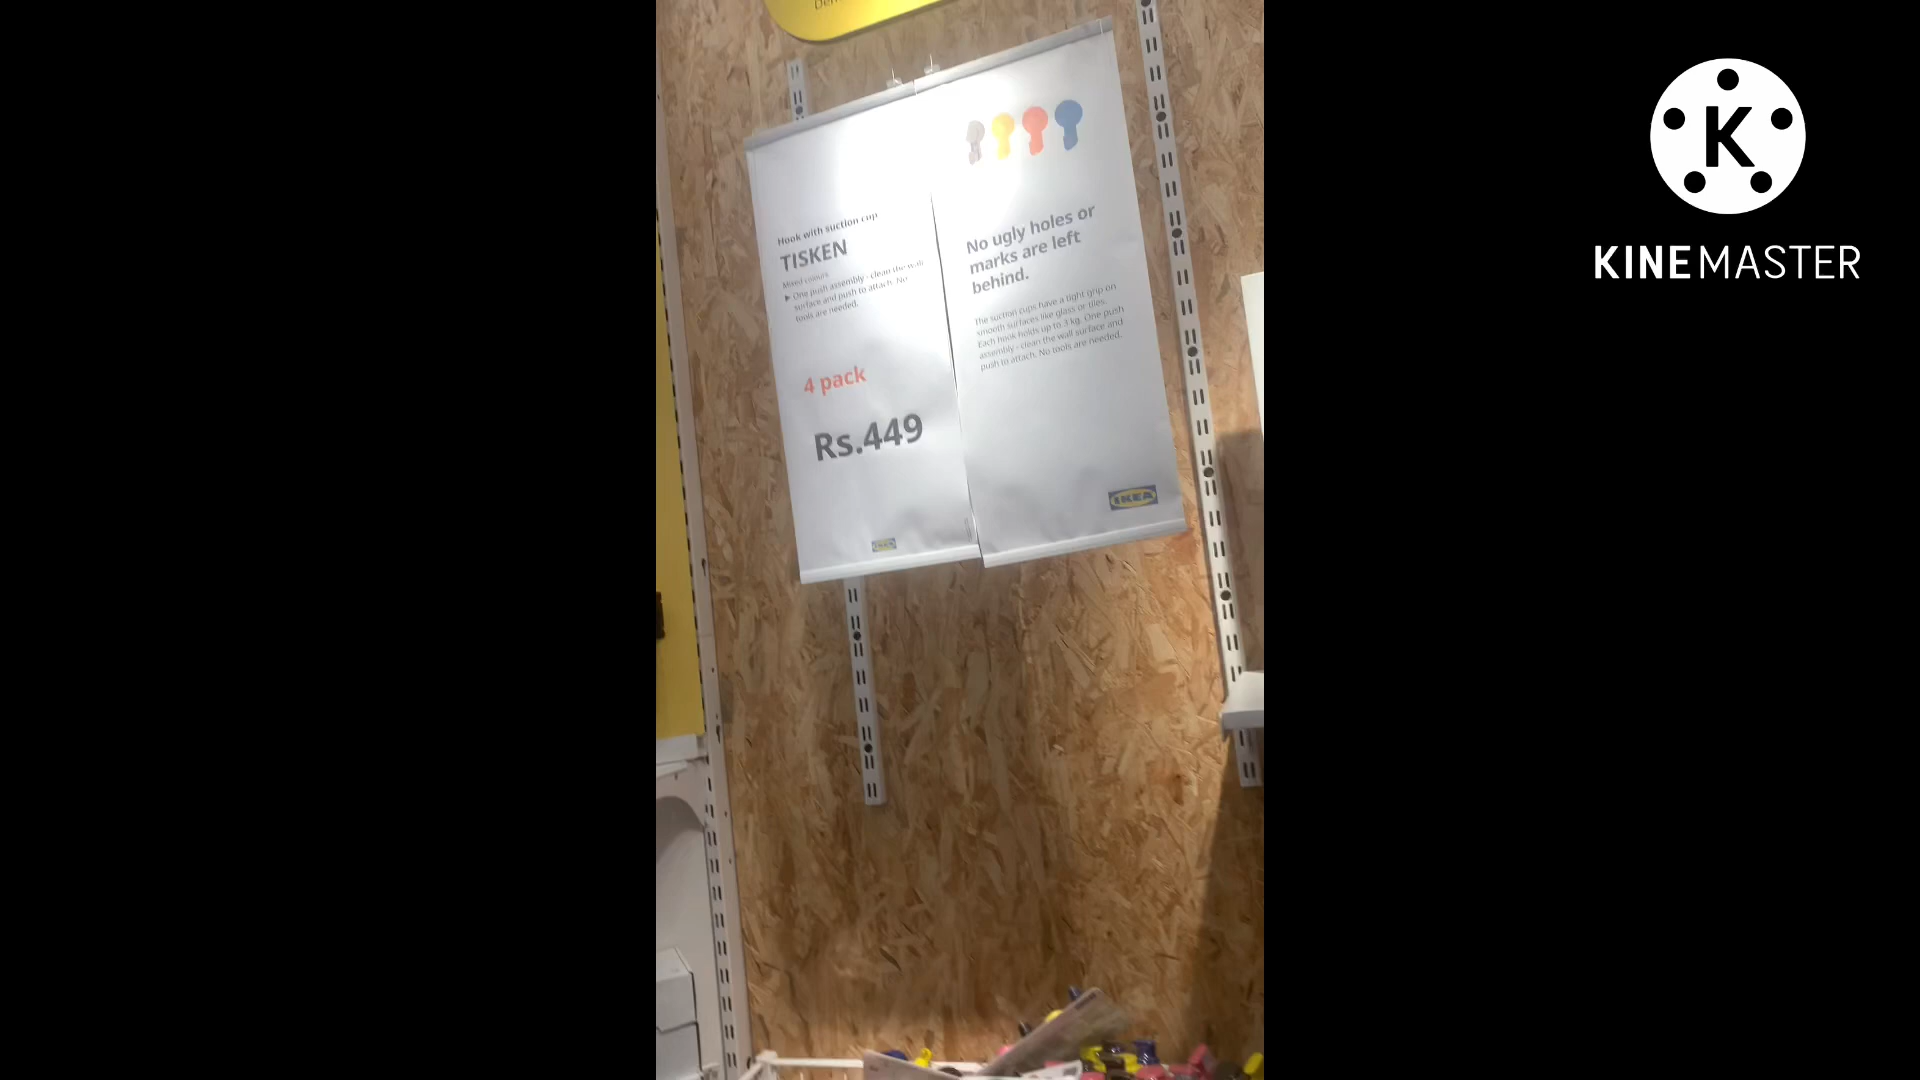 Hook with suction cup
TISKEN
Mixed colours
▶ One push assembly - clean the wall
surface and push to attach. No
tools are needed.
4 pack
Rs.449
IKEA
No ugly holes or
marks are left
behind.
The suction cups have a tight grip on
smooth surfaces like glass or tiles.
Each hook holds up to 3 kg. One push
assembly - clean the wall surface and
push to attach. No tools are needed.
IKEA
K
KINEMASTER